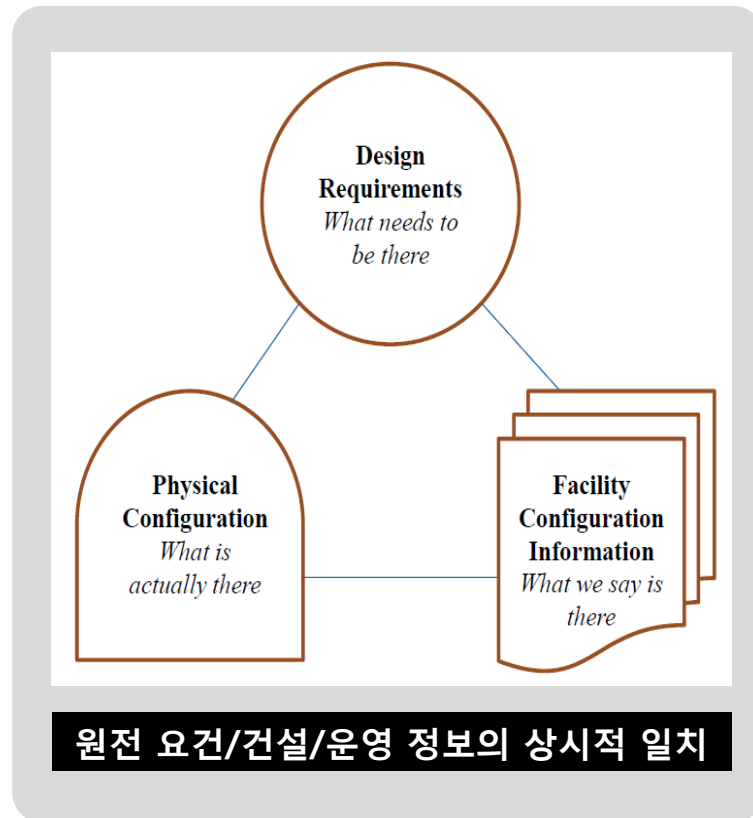 Design
Requirements
What needs to
be there
Physical
Configuration
What is
actually there
Facility
Configuration
Information
What we say is
there
원전 요건/건설/운영 정보의 상시적 일치